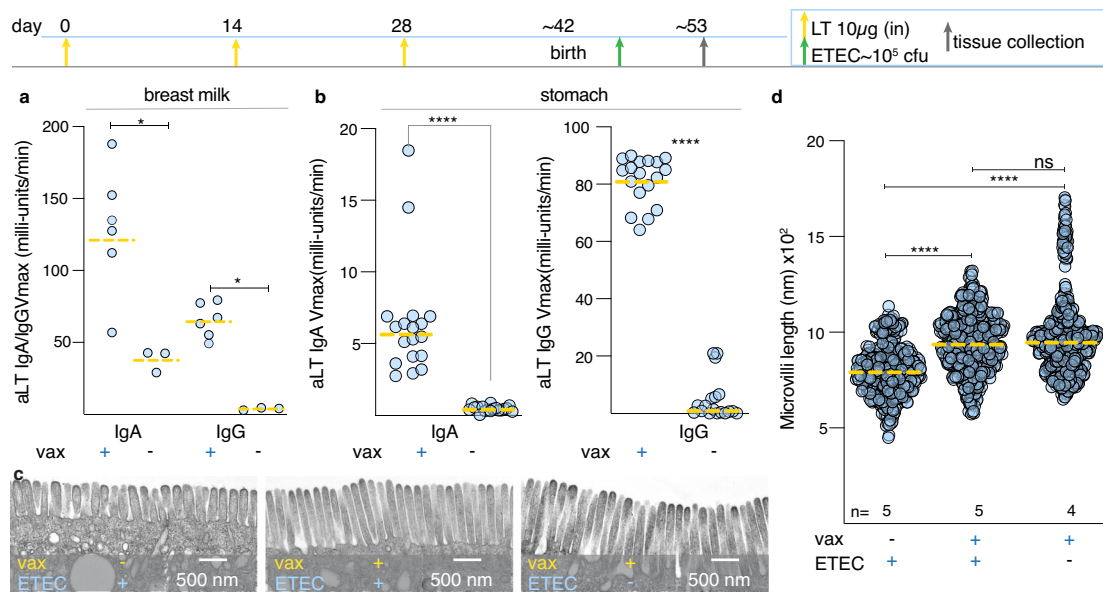 day 0 14 28 ~42 ~53
birth
LT 10µg (in)
ETEC~10⁵ cfu
tissue collection
a breast milk
aLT IgA/IgGVmax (milli-units/min)
200
150
100
50
* *
IgA IgG
vax + - + -
b stomach
aLT IgA Vmax(milli-units/min)
20
15
10
5
****
IgA
vax + -
aLT IgG Vmax(milli-units/min)
100
80
60
40
20
****
IgG
vax + -
c
vax -
ETEC +
500 nm
vax +
ETEC +
500 nm
vax +
ETEC -
500 nm
d
Microvilli length (nm) x10²
20
15
10
5
ns
****
****
n= 5 5 4
vax - + +
ETEC + + -